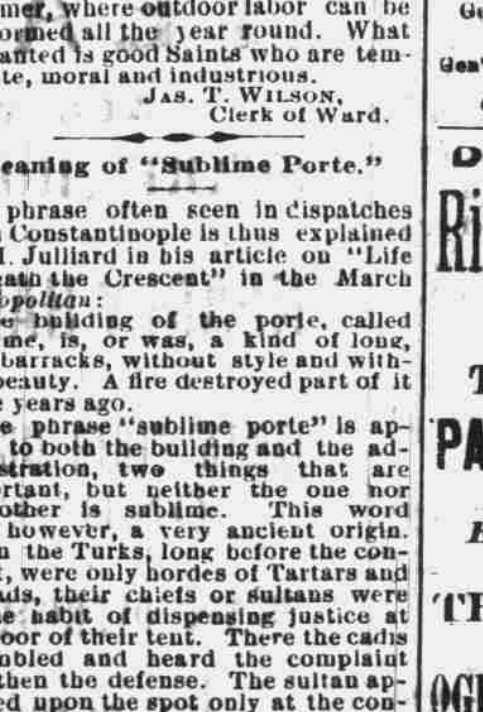 mer, where outdoor labor can be
ormed all the year round. What
anted is good Saints who are tem-
te, moral and industrious.
JAS. T. WILSON,
Clerk of Ward.
eaning of "Sublime Porte."
phrase often seen in dispatches
Constantinople is thus explained
. Julliard in his article on "Life
eath the Crescent" in the March
opolitan:
e building of the porte, called
me, is, or was, a kind of long,
barracks, without style and with-
beauty. A fire destroyed part of it
e years ago.
e phrase "sublime porte" is ap-
to both the building and the ad-
stration, two things that are
rtant, but neither the one nor
other is sublime. This word
however, a very ancient origin.
n the Turks, long before the con-
t, were only hordes of Tartars and
ads, their chiefs or sultans were
e habit of dispensing justice at
oor of their tent. There the cadis
mbled and heard the complaint
then the defense. The sultan ap-
ed upon the spot only at the con-
Gen'
D
Ri
T
PA
TH
OGI